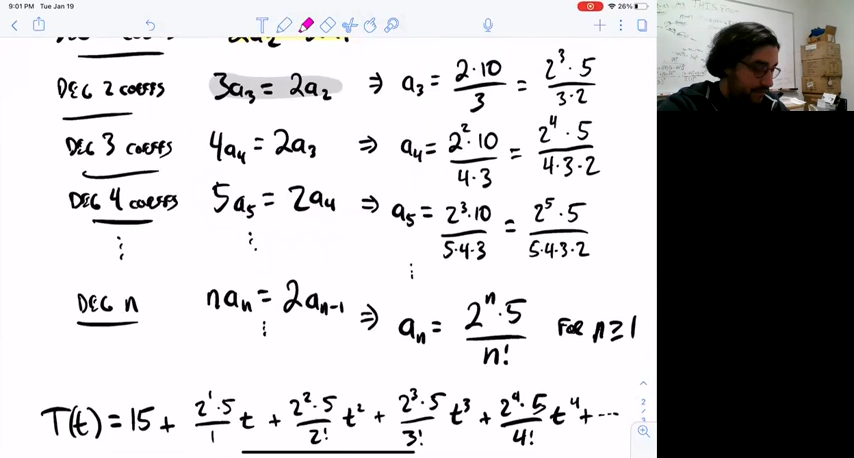 9:01 PM Tue Jan 19
26%
DEG 2 COEFFS 3a₃ = 2a₂ ⇒ a₃ = 2·10/3 = 2³·5/3·2
DEG 3 COEFFS 4a₄ = 2a₃ ⇒ a₄ = 2²·10/4·3 = 2⁴·5/4·3·2
DEG 4 COEFFS 5a₅ = 2a₄ ⇒ a₅ = 2³·10/5·4·3 = 2⁵·5/5·4·3·2
⋮ ⋮ ⋮
DEG n naₙ = 2aₙ₋₁ ⇒ aₙ = 2ⁿ·5/n! FOR n ≥ 1
⋮
T(t) = 15 + 2¹·5/1 t + 2²·5/2! t² + 2³·5/3! t³ + 2⁴·5/4! t⁴ + ⋯